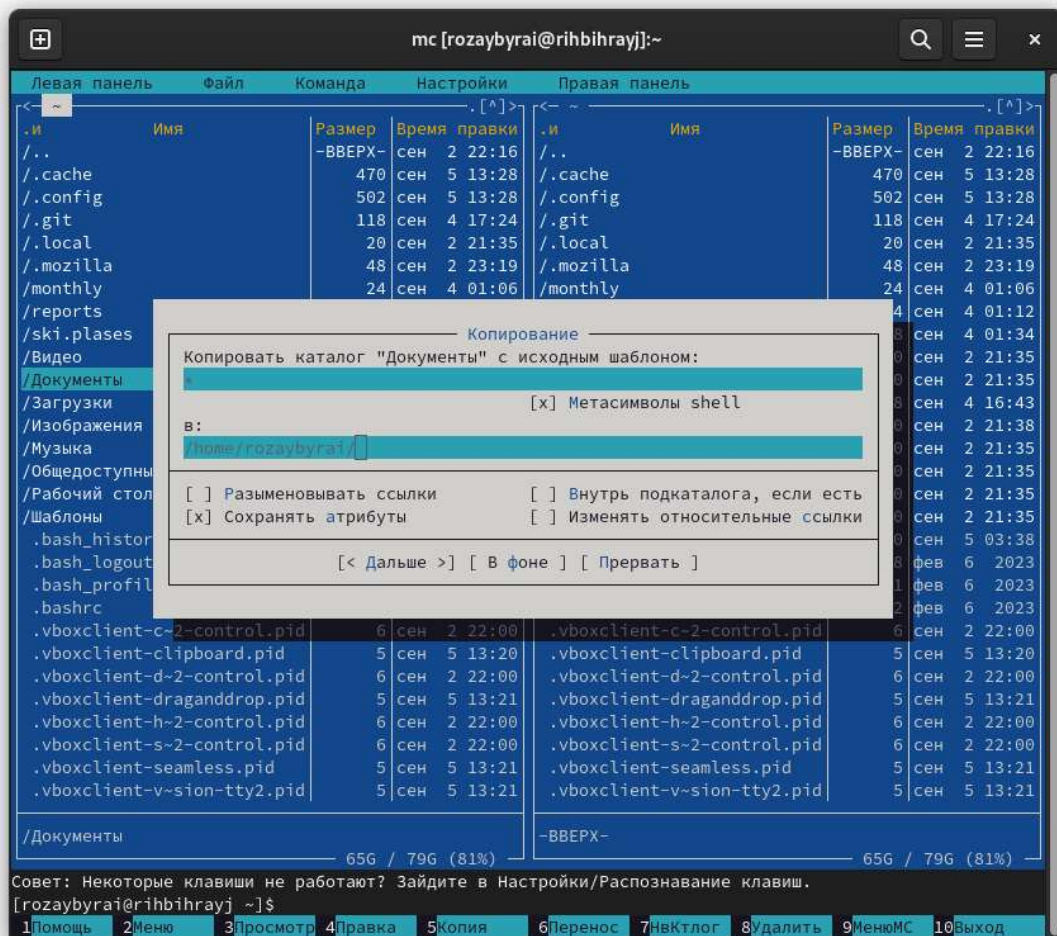 mc [rozaybyrai@rihbihrayj]:~
Левая панель Файл Команда Настройки Правая панель
<— ~ .[^]> <— ~ .[^]>
.и Имя Размер Время правки .и Имя Размер Время правки
/.. -ВВЕРХ- сен 2 22:16 /.. -ВВЕРХ- сен 2 22:16
/.cache 470 сен 5 13:28 /.cache 470 сен 5 13:28
/.config 502 сен 5 13:28 /.config 502 сен 5 13:28
/.git 118 сен 4 17:24 /.git 118 сен 4 17:24
/.local 20 сен 2 21:35 /.local 20 сен 2 21:35
/.mozilla 48 сен 2 23:19 /.mozilla 48 сен 2 23:19
/monthly 24 сен 4 01:06 /monthly 24 сен 4 01:06
/reports 4 сен 4 01:12
/ski.plases Копирование 8 сен 4 01:34
/Видео Копировать каталог "Документы" с исходным шаблоном: 0 сен 2 21:35
/Документы * 0 сен 2 21:35
/Загрузки [x] Метасимволы shell 8 сен 4 16:43
/Изображения в: 0 сен 2 21:38
/Музыка /home/rozaybyrai/ 0 сен 2 21:35
/Общедоступны 0 сен 2 21:35
/Рабочий стол [ ] Разыменовывать ссылки [ ] Внутрь подкаталога, если есть 0 сен 2 21:35
/Шаблоны [x] Сохранять атрибуты [ ] Изменять относительные ссылки 0 сен 2 21:35
.bash_histor 0 сен 5 03:38
.bash_logout [< Дальше >] [ В фоне ] [ Прервать ] 8 фев 6 2023
.bash_profil 1 фев 6 2023
.bashrc 2 фев 6 2023
.vboxclient-c~2-control.pid 6 сен 2 22:00 .vboxclient-c~2-control.pid 6 сен 2 22:00
.vboxclient-clipboard.pid 5 сен 5 13:20 .vboxclient-clipboard.pid 5 сен 5 13:20
.vboxclient-d~2-control.pid 6 сен 2 22:00 .vboxclient-d~2-control.pid 6 сен 2 22:00
.vboxclient-draganddrop.pid 5 сен 5 13:21 .vboxclient-draganddrop.pid 5 сен 5 13:21
.vboxclient-h~2-control.pid 6 сен 2 22:00 .vboxclient-h~2-control.pid 6 сен 2 22:00
.vboxclient-s~2-control.pid 6 сен 2 22:00 .vboxclient-s~2-control.pid 6 сен 2 22:00
.vboxclient-seamless.pid 5 сен 5 13:21 .vboxclient-seamless.pid 5 сен 5 13:21
.vboxclient-v~sion-tty2.pid 5 сен 5 13:21 .vboxclient-v~sion-tty2.pid 5 сен 5 13:21
/Документы -ВВЕРХ-
65G / 79G (81%) 65G / 79G (81%)
Совет: Некоторые клавиши не работают? Зайдите в Настройки/Распознавание клавиш.
[rozaybyrai@rihbihrayj ~]$
1Помощь 2Меню 3Просмотр 4Правка 5Копия 6Перенос 7НвКтлог 8Удалить 9МенюМС 10Выход